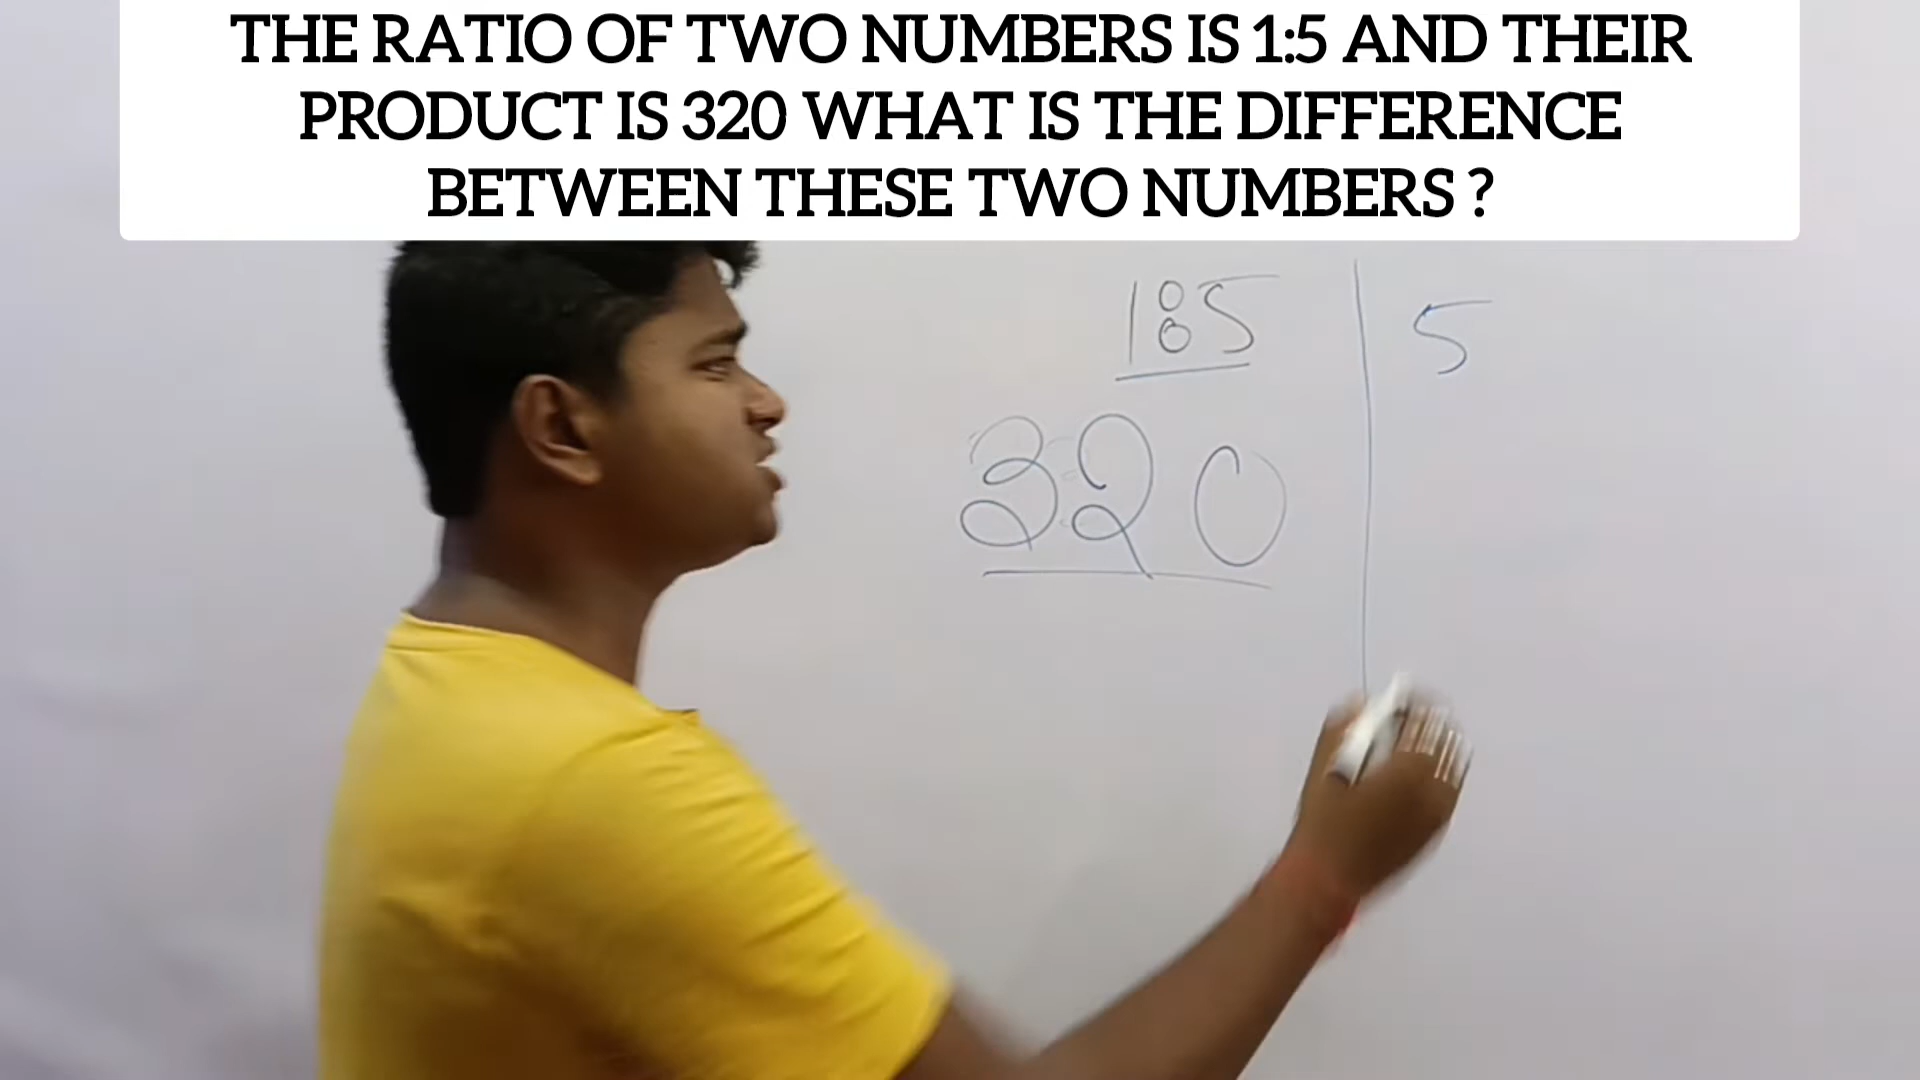 THE RATIO OF TWO NUMBERS IS 1:5 AND THEIR
PRODUCT IS 320 WHAT IS THE DIFFERENCE
BETWEEN THESE TWO NUMBERS ?
1:5
5
320